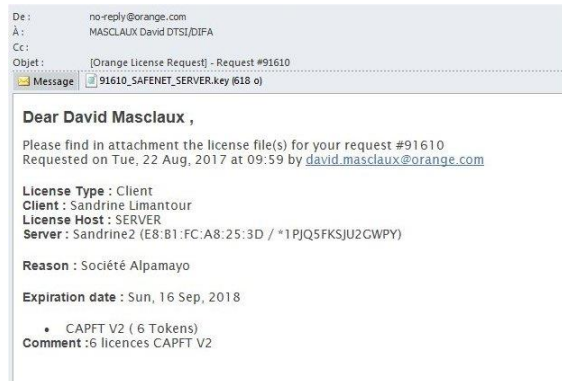 De : no-reply@orange.com
À : MASCLAUX David DTSI/DIFA
Cc :
Objet : [Orange License Request] - Request #91610
Message 91610_SAFENET_SERVER.key (618 o)
Dear David Masclaux ,
Please find in attachment the license file(s) for your request #91610
Requested on Tue, 22 Aug, 2017 at 09:59 by david.masclaux@orange.com
License Type : Client
Client : Sandrine Limantour
License Host : SERVER
Server : Sandrine2 (E8:B1:FC:A8:25:3D / *1PJQ5FKSJU2GWPY)
Reason : Société Alpamayo
Expiration date : Sun, 16 Sep, 2018
• CAPFT V2 ( 6 Tokens)
Comment :6 licences CAPFT V2